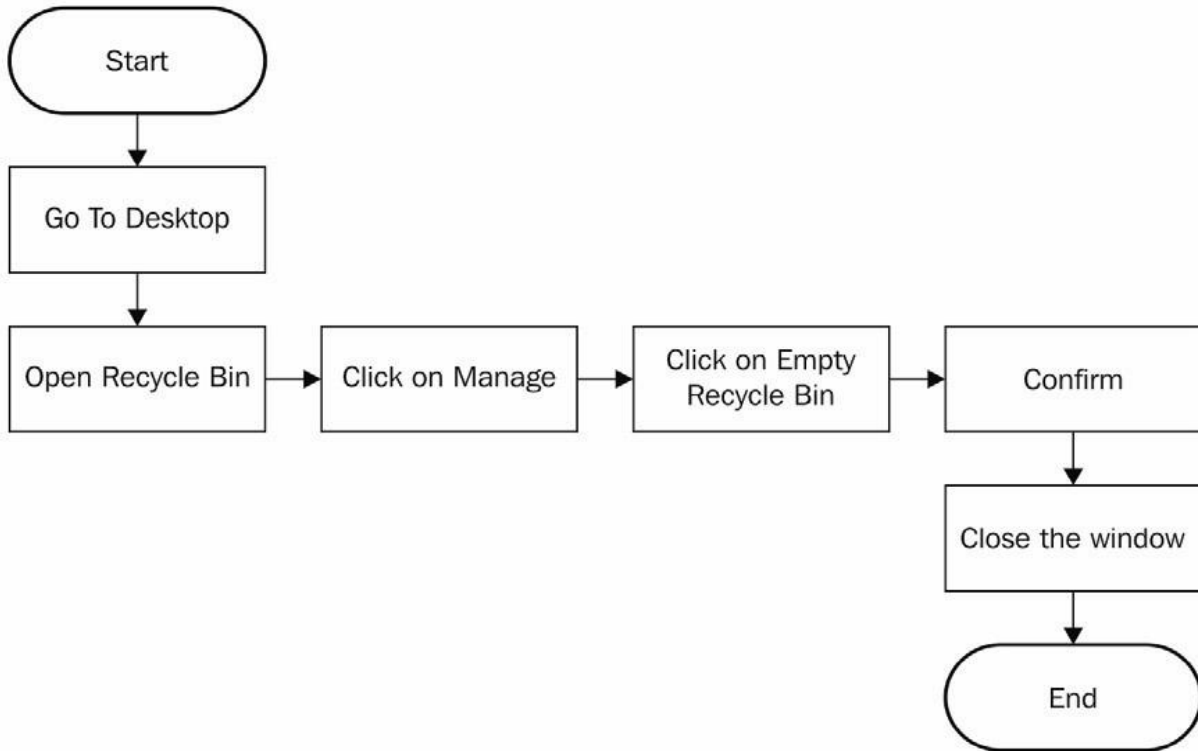 Start
Go To Desktop
Open Recycle Bin
Click on Manage
Click on Empty
Recycle Bin
Confirm
Close the window
End